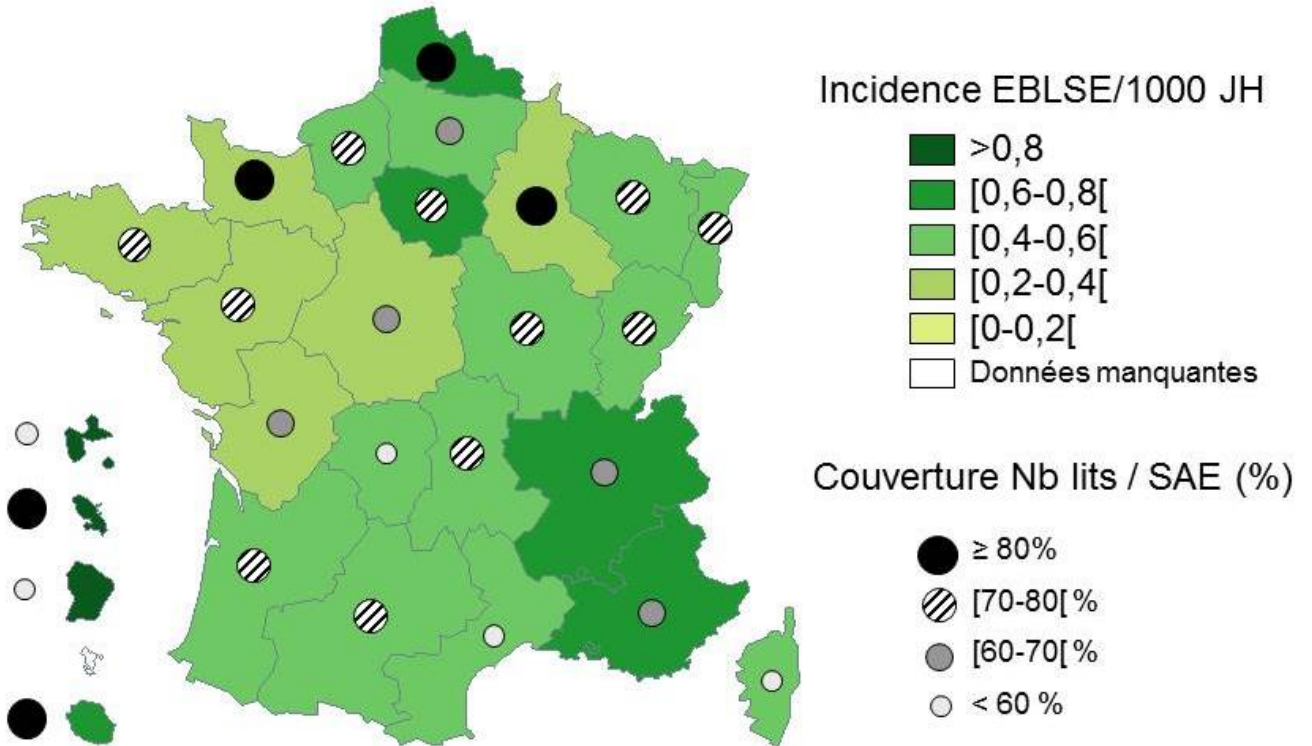 Incidence EBLSE/1000 JH
>0,8
[0,6-0,8[
[0,4-0,6[
[0,2-0,4[
[0-0,2[
Données manquantes
Couverture Nb lits / SAE (%)
≥ 80%
[70-80[ %
[60-70[ %
< 60 %